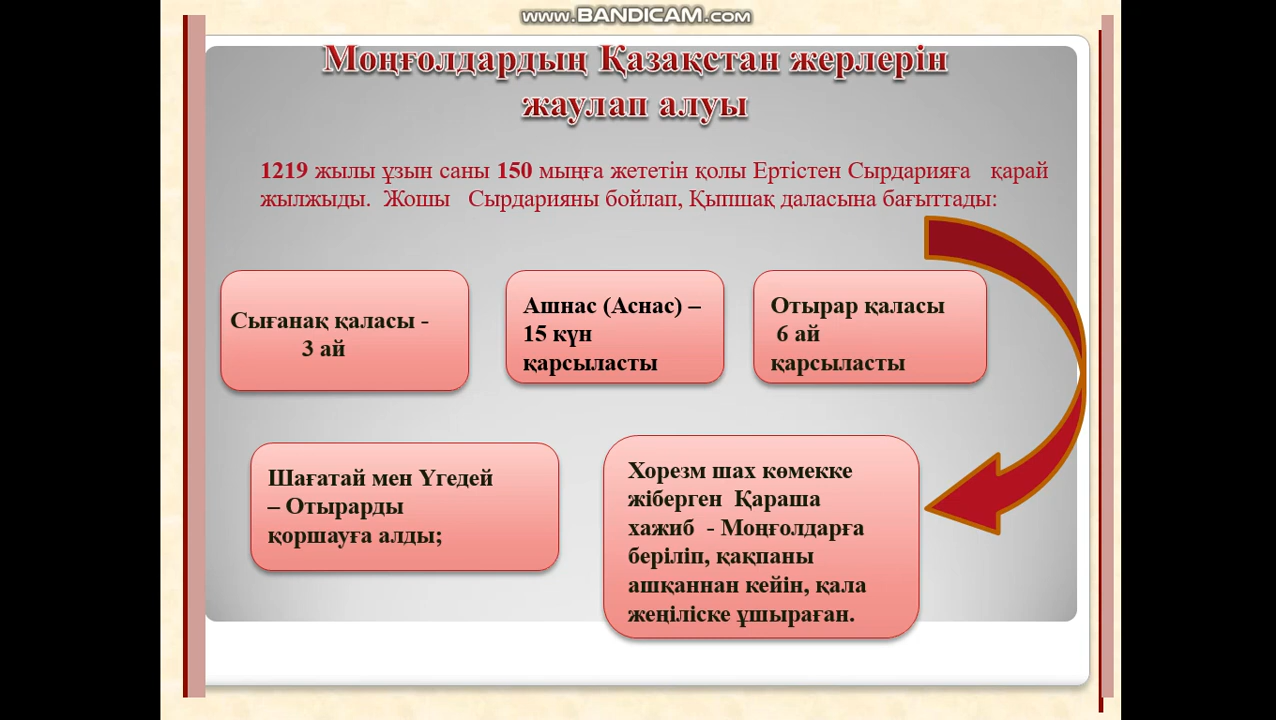 www.BANDICAM.com
Моңғолдардың Қазақстан жерлерін
жаулап алуы
1219 жылы ұзын саны 150 мыңға жететін қолы Ертістен Сырдарияға қарай
жылжыды. Жошы Сырдарияны бойлап, Қыпшақ даласына бағыттады:
Сығанақ қаласы -
3 ай
Ашнас (Аснас) –
15 күн
қарсыласты
Отырар қаласы
6 ай
қарсыласты
Шағатай мен Үгедей
– Отырарды
қоршауға алды;
Хорезм шах көмекке
жіберген Қараша
хажиб - Моңғолдарға
беріліп, қақпаны
ашқаннан кейін, қала
жеңіліске ұшыраған.